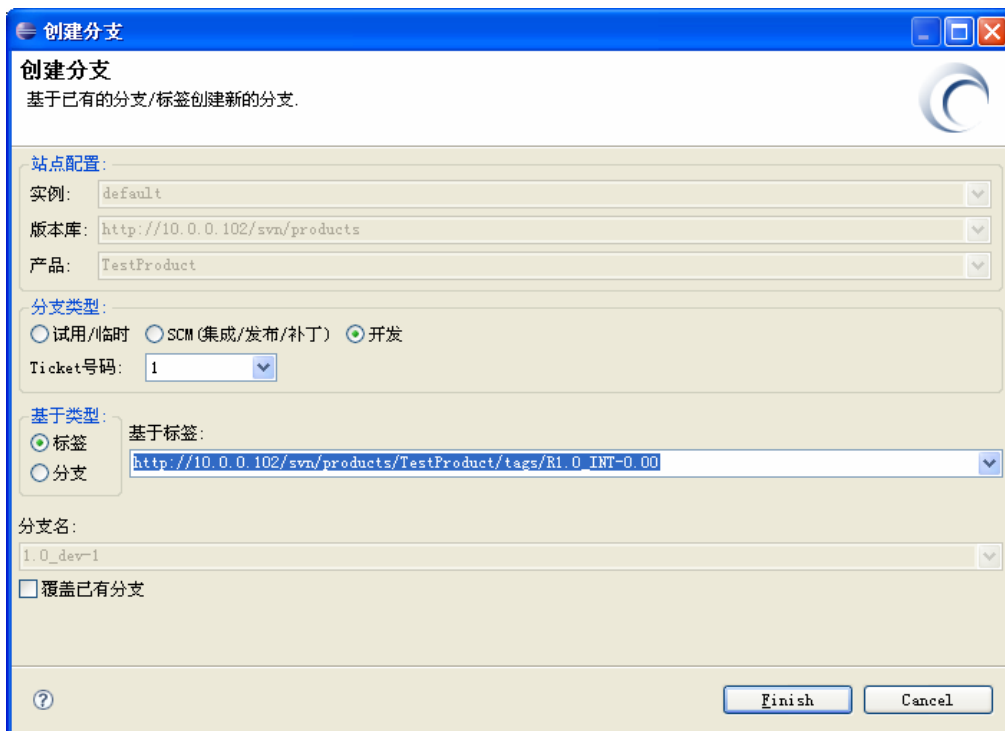 创建分支
创建分支
基于已有的分支/标签创建新的分支.
站点配置:
实例: default
版本库: http://10.0.0.102/svn/products
产品: TestProduct
分支类型:
试用/临时 SCM(集成/发布/补丁) 开发
Ticket号码: 1
基于类型:
标签
分支
基于标签:
http://10.0.0.102/svn/products/TestProduct/tags/R1.0_INT-0.00
分支名:
1.0_dev-1
覆盖已有分支
Finish Cancel